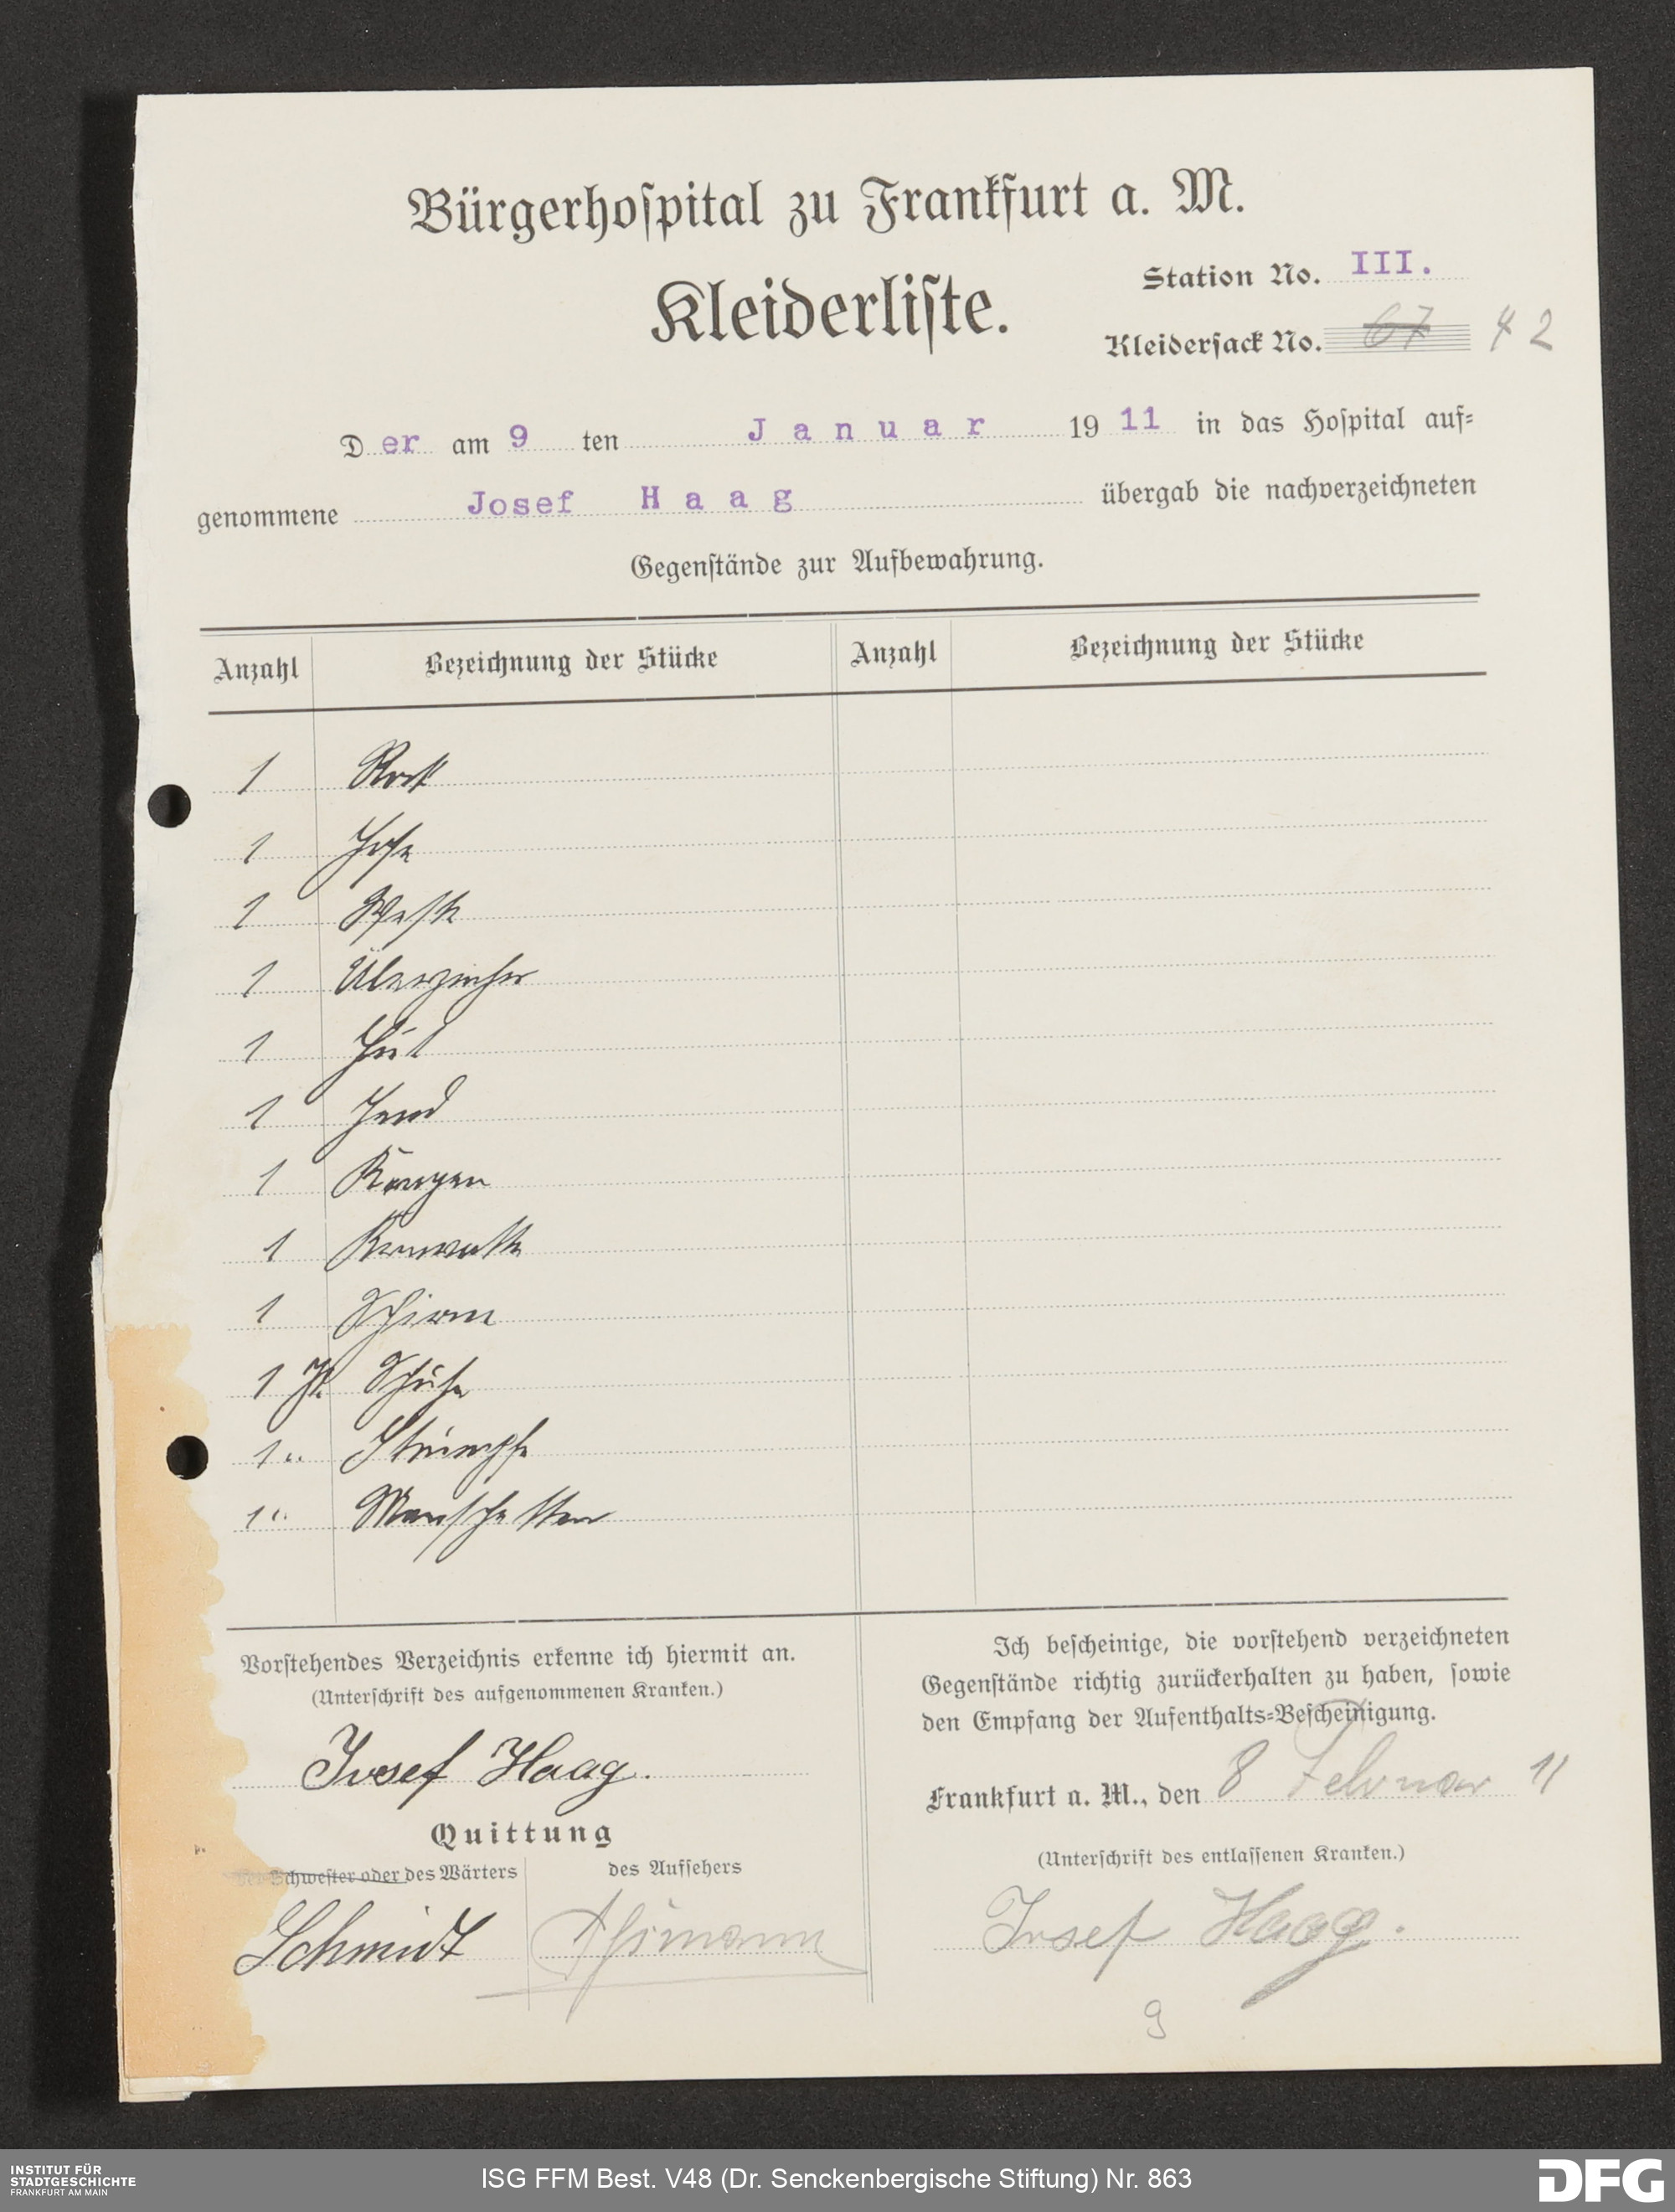 Bürgerhoſpital zu Frankfurt a. M.
Kleiderliſte.
Station No. III.
Kleiderſack No. 67 42
Der am 9 ten Januar 1911 in das Hoſpital auf⸗
genommene Josef Haag übergab die nachverzeichneten
Gegenſtände zur Aufbewahrung.
Anzahl Bezeichnung der Stücke Anzahl Bezeichnung der Stücke
1 Rock
1 Hose
1 Weste
1 Überzieher
1 Hut
1 Hemd
1 Kragen
1 Krawatte
1 Schirm
1 P. Schuhe
1 " Strümpfe
1 " Manschetten
Vorſtehendes Verzeichnis erkenne ich hiermit an.
(Unterſchrift des aufgenommenen Kranken.)
Josef Haag.
Quittung
der Schweſter oder des Wärters des Aufſehers
Schmidt
Ich beſcheinige, die vorſtehend verzeichneten
Gegenſtände richtig zurückerhalten zu haben, ſowie
den Empfang der Aufenthalts⸗Beſcheinigung.
Frankfurt a. M., den 8 Februar 11
(Unterſchrift des entlaſſenen Kranken.)
Josef Haag.
9
INSTITUT FÜR
STADTGESCHICHTE
FRANKFURT AM MAIN
ISG FFM Best. V48 (Dr. Senckenbergische Stiftung) Nr. 863
DFG